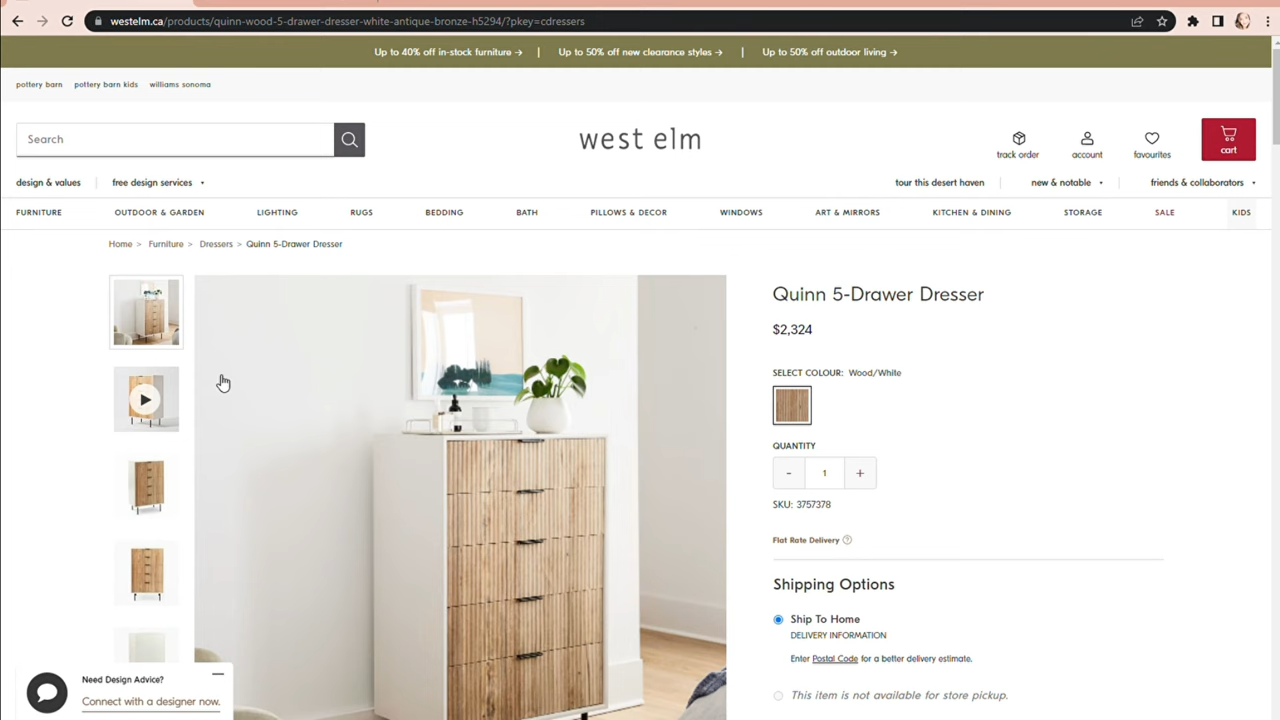 westelm.ca/products/quinn-wood-5-drawer-dresser-white-antique-bronze-h5294/?pkey=cdressers
Up to 40% off in-stock furniture → | Up to 50% off new clearance styles → | Up to 50% off outdoor living →
pottery barn pottery barn kids williams sonoma
Search
west elm
track order account favourites cart
design & values free design services
tour this desert haven new & notable friends & collaborators
FURNITURE OUTDOOR & GARDEN LIGHTING RUGS BEDDING BATH PILLOWS & DECOR WINDOWS ART & MIRRORS KITCHEN & DINING STORAGE SALE KIDS
Home > Furniture > Dressers > Quinn 5-Drawer Dresser
Quinn 5-Drawer Dresser
$2,324
SELECT COLOUR: Wood/White
QUANTITY
- 1 +
SKU: 3757378
Flat Rate Delivery ?
Shipping Options
Ship To Home
DELIVERY INFORMATION
Enter Postal Code for a better delivery estimate.
This item is not available for store pickup.
Need Design Advice?
Connect with a designer now.